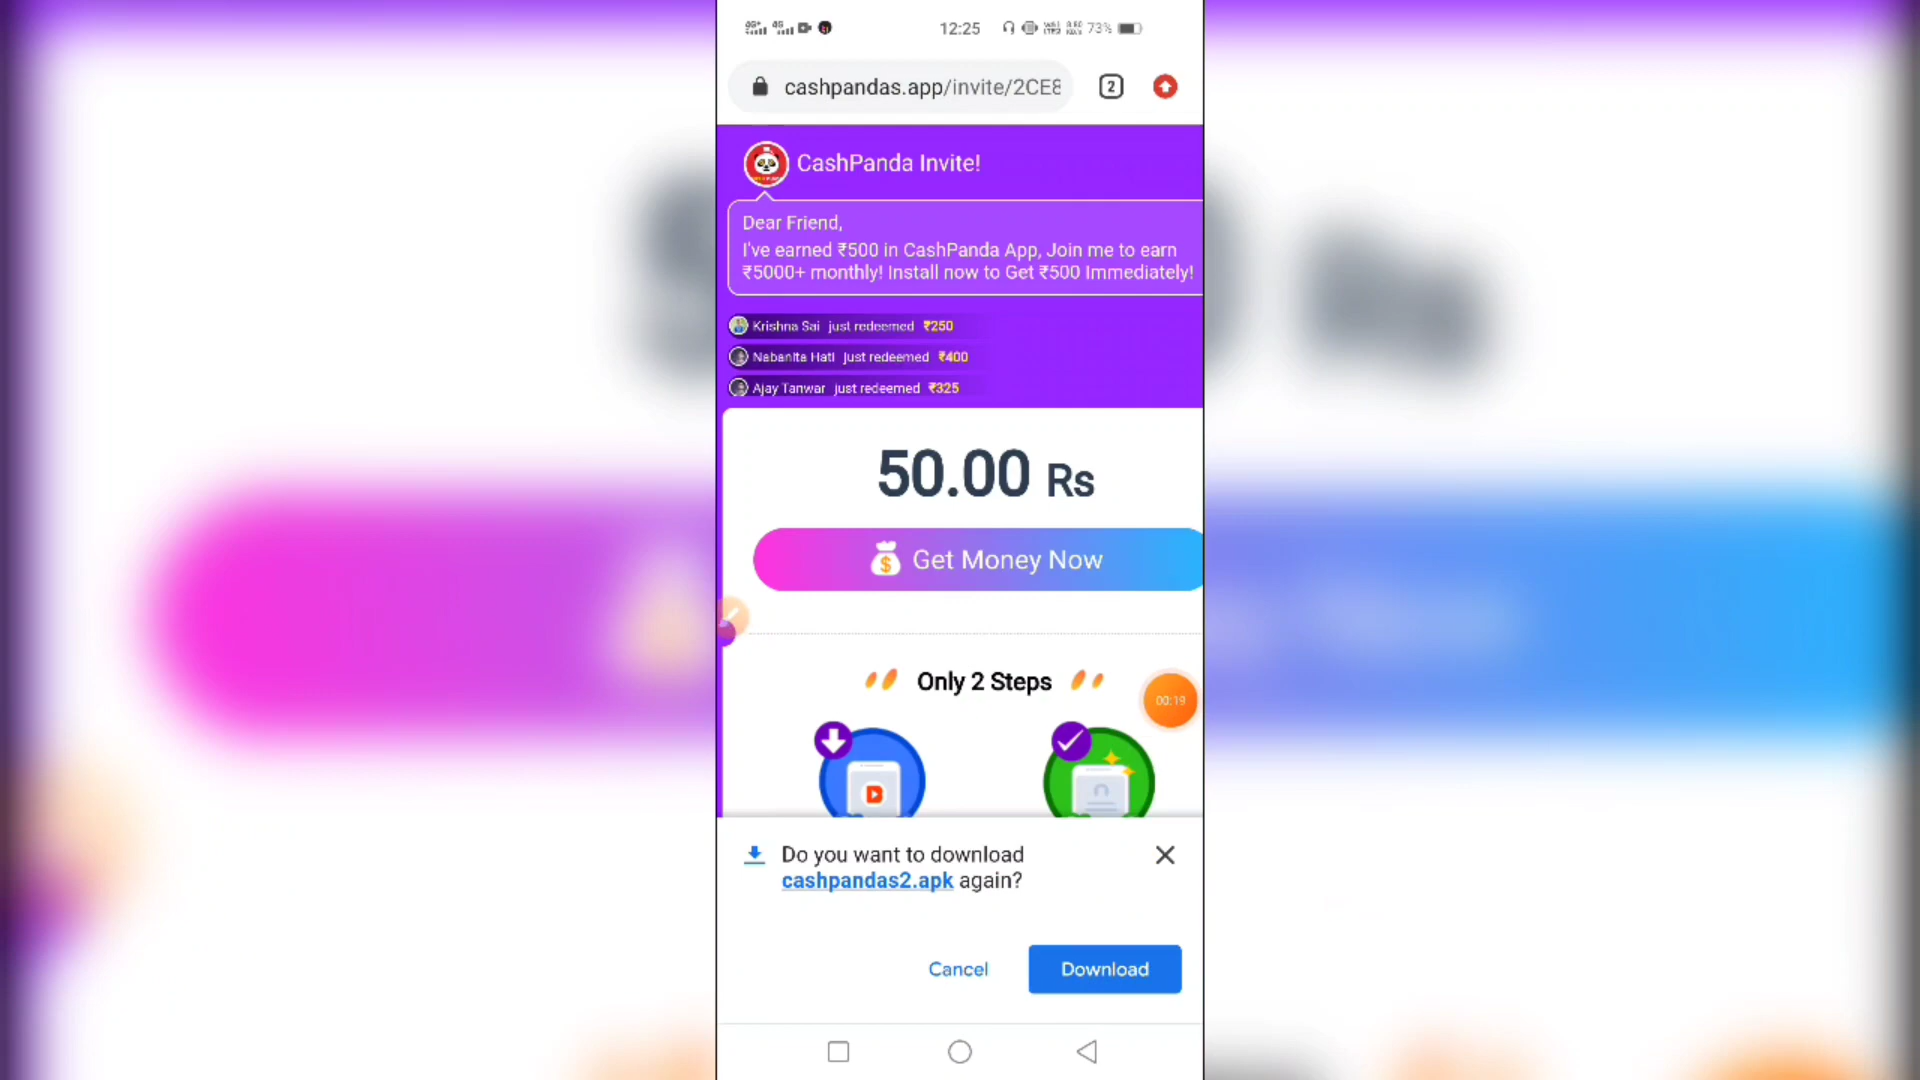 12:25
73%
cashpandas.app/invite/2CE8
2
CashPanda Invite!
Dear Friend,
I've earned ₹500 in CashPanda App, Join me to earn
₹5000+ monthly! Install now to Get ₹500 Immediately!
Krishna Sai just redeemed ₹250
Nabanita Hati just redeemed ₹400
Ajay Tanwar just redeemed ₹325
50.00 Rs
Get Money Now
Only 2 Steps
00:19
Do you want to download
cashpandas2.apk again?
Cancel
Download